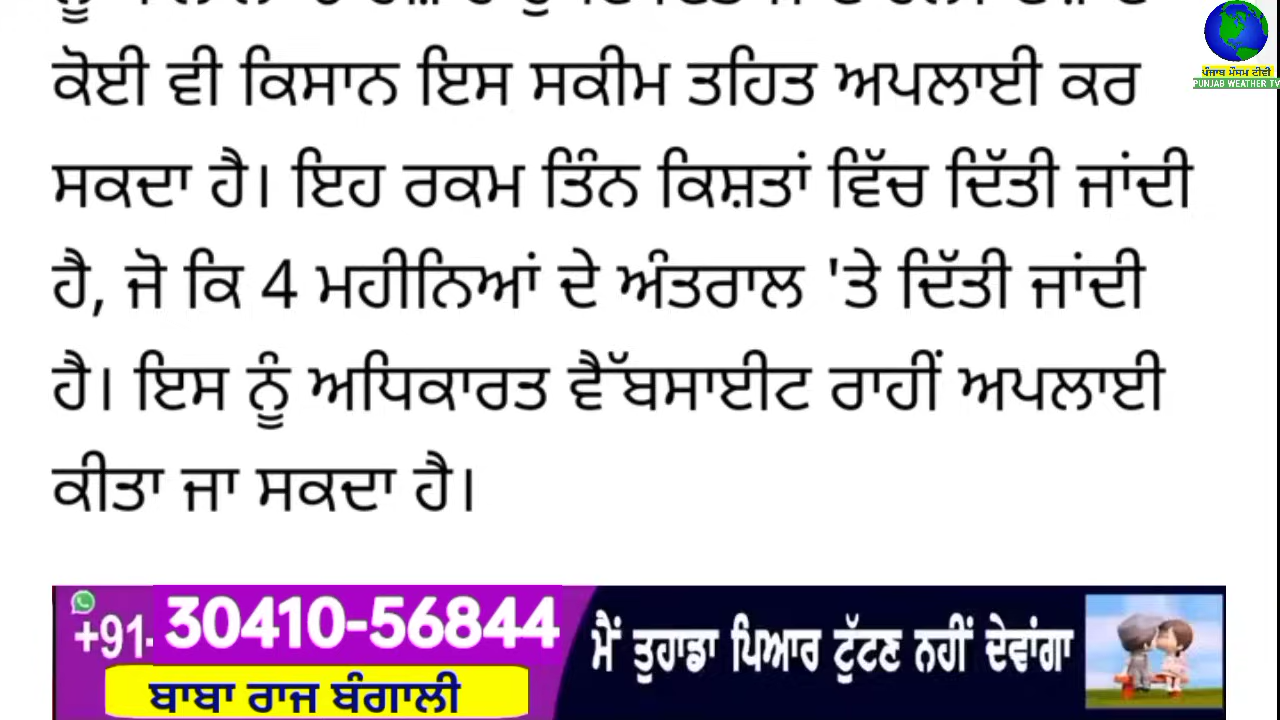 ਕੋਈ ਵੀ ਕਿਸਾਨ ਇਸ ਸਕੀਮ ਤਹਿਤ ਅਪਲਾਈ ਕਰ
ਸਕਦਾ ਹੈ। ਇਹ ਰਕਮ ਤਿੰਨ ਕਿਸ਼ਤਾਂ ਵਿੱਚ ਦਿੱਤੀ ਜਾਂਦੀ
ਹੈ, ਜੋ ਕਿ 4 ਮਹੀਨਿਆਂ ਦੇ ਅੰਤਰਾਲ 'ਤੇ ਦਿੱਤੀ ਜਾਂਦੀ
ਹੈ। ਇਸ ਨੂੰ ਅਧਿਕਾਰਤ ਵੈੱਬਸਾਈਟ ਰਾਹੀਂ ਅਪਲਾਈ
ਕੀਤਾ ਜਾ ਸਕਦਾ ਹੈ।
+91- 30410-56844
ਬਾਬਾ ਰਾਜ ਬੰਗਾਲੀ
ਮੈਂ ਤੁਹਾਡਾ ਪਿਆਰ ਟੁੱਟਣ ਨਹੀਂ ਦੇਵਾਂਗਾ
ਪੰਜਾਬ ਮੌਸਮ ਟੀਵੀ
PUNJAB WEATHER TV